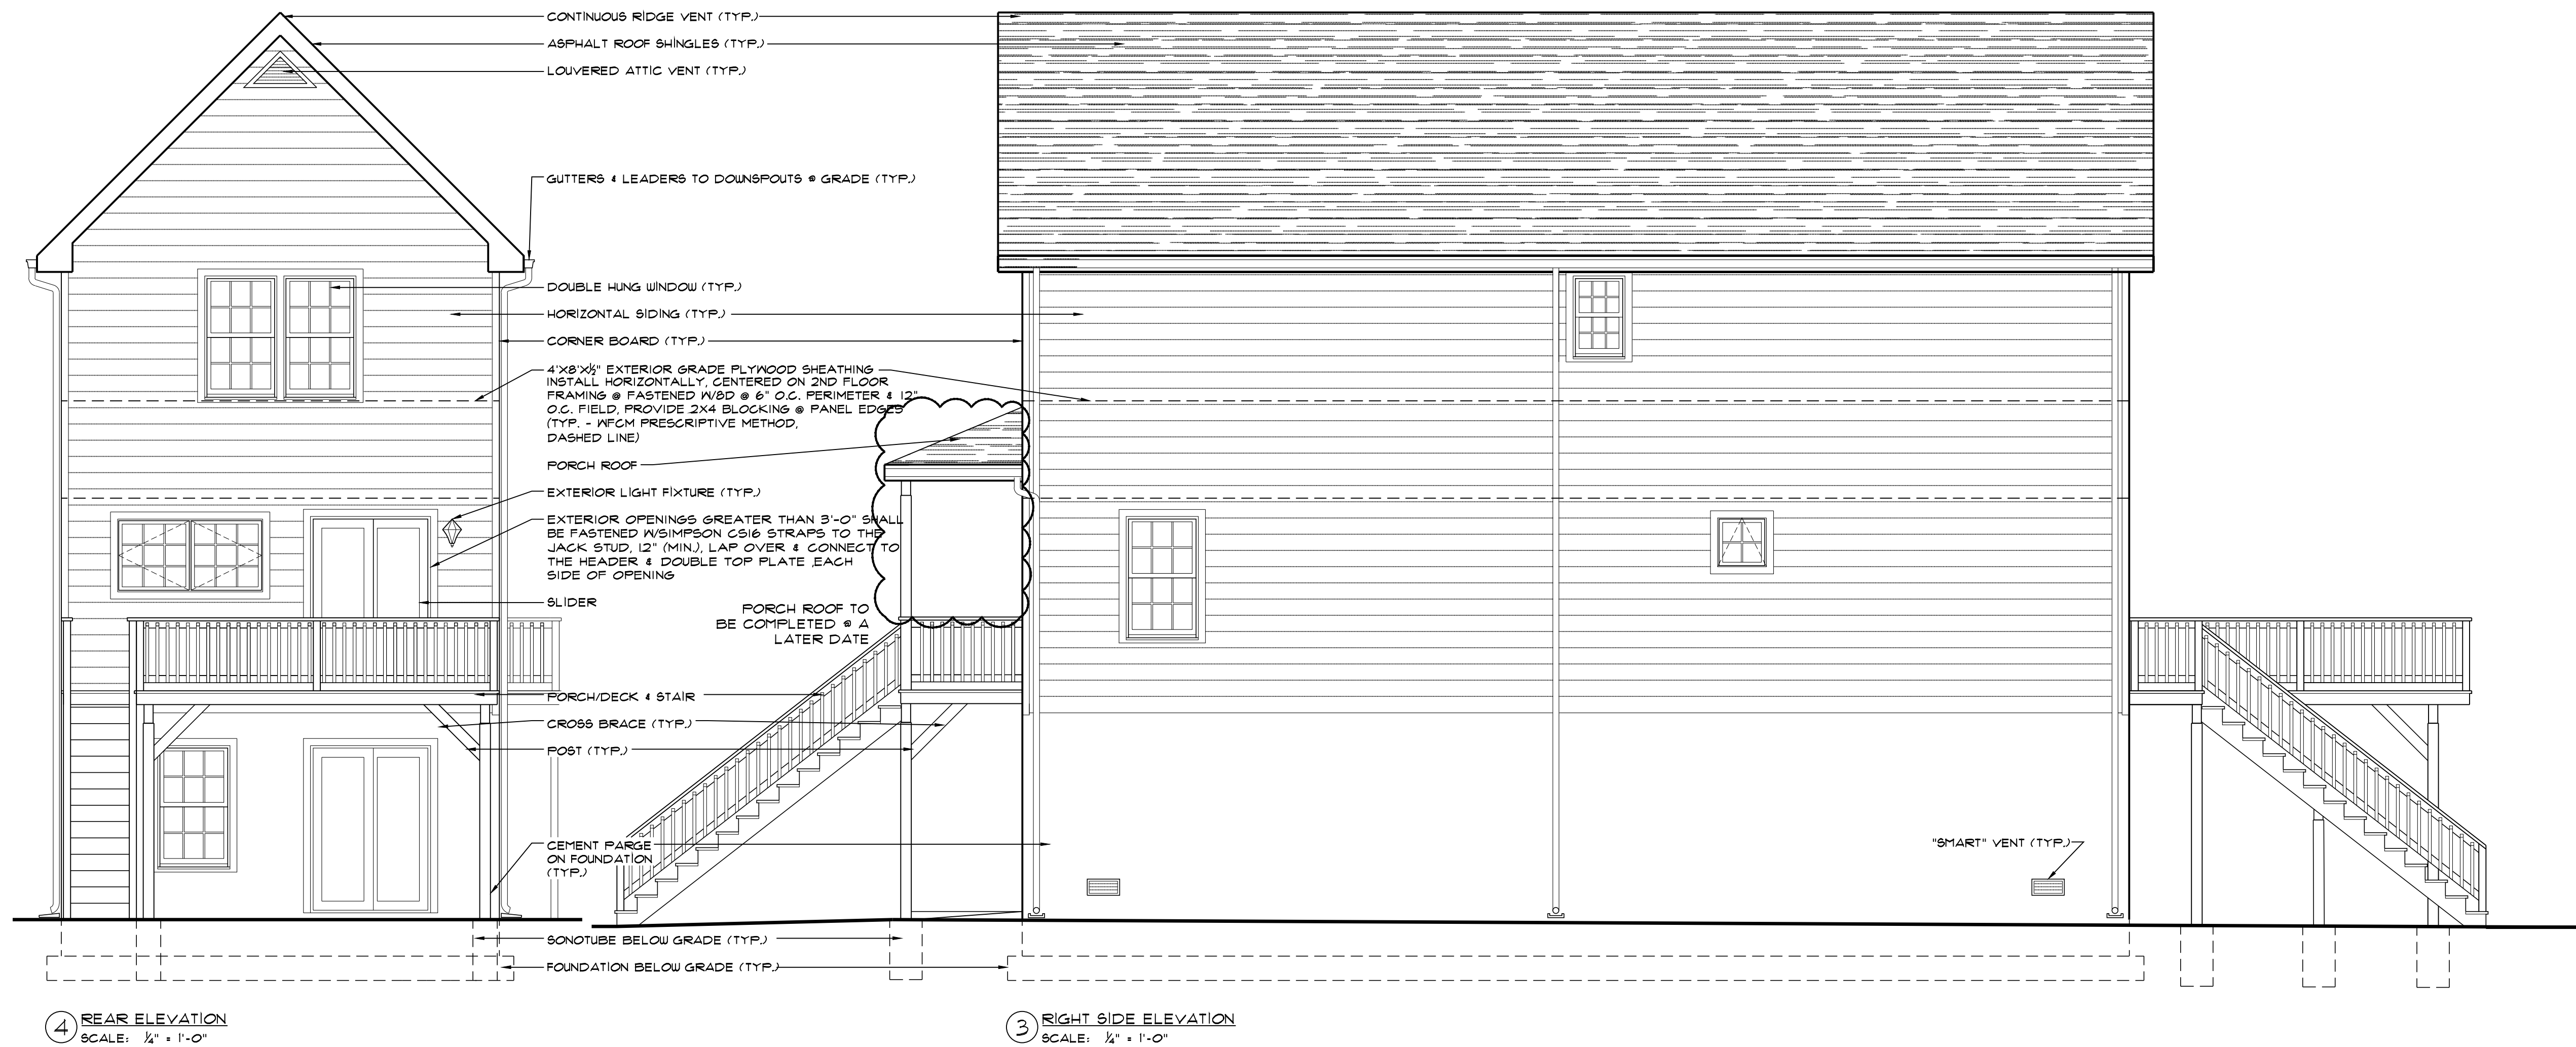 CONTINUOUS RIDGE VENT (TYP.)
ASPHALT ROOF SHINGLES (TYP.)
LOUVERED ATTIC VENT (TYP.)
GUTTERS & LEADERS TO DOWNSPOUTS @ GRADE (TYP.)
DOUBLE HUNG WINDOW (TYP.)
HORIZONTAL SIDING (TYP.)
CORNER BOARD (TYP.)
4'X8'X½" EXTERIOR GRADE PLYWOOD SHEATHING
INSTALL HORIZONTALLY, CENTERED ON 2ND FLOOR
FRAMING @ FASTENED W/8D @ 6" O.C. PERIMETER & 12"
O.C. FIELD, PROVIDE 2X4 BLOCKING @ PANEL EDGES
(TYP. - WFCM PRESCRIPTIVE METHOD,
DASHED LINE)
PORCH ROOF
EXTERIOR LIGHT FIXTURE (TYP.)
EXTERIOR OPENINGS GREATER THAN 3'-0" SHALL
BE FASTENED W/SIMPSON CS16 STRAPS TO THE
JACK STUD, 12" (MIN.), LAP OVER & CONNECT TO
THE HEADER & DOUBLE TOP PLATE ,EACH
SIDE OF OPENING
SLIDER
PORCH ROOF TO
BE COMPLETED @ A
LATER DATE
PORCH/DECK & STAIR
CROSS BRACE (TYP.)
POST (TYP.)
CEMENT PARGE
ON FOUNDATION
(TYP.)
"SMART" VENT (TYP.)
SONOTUBE BELOW GRADE (TYP.)
FOUNDATION BELOW GRADE (TYP.)
4 REAR ELEVATION
SCALE: ¼" = 1'-0"
3 RIGHT SIDE ELEVATION
SCALE: ¼" = 1'-0"